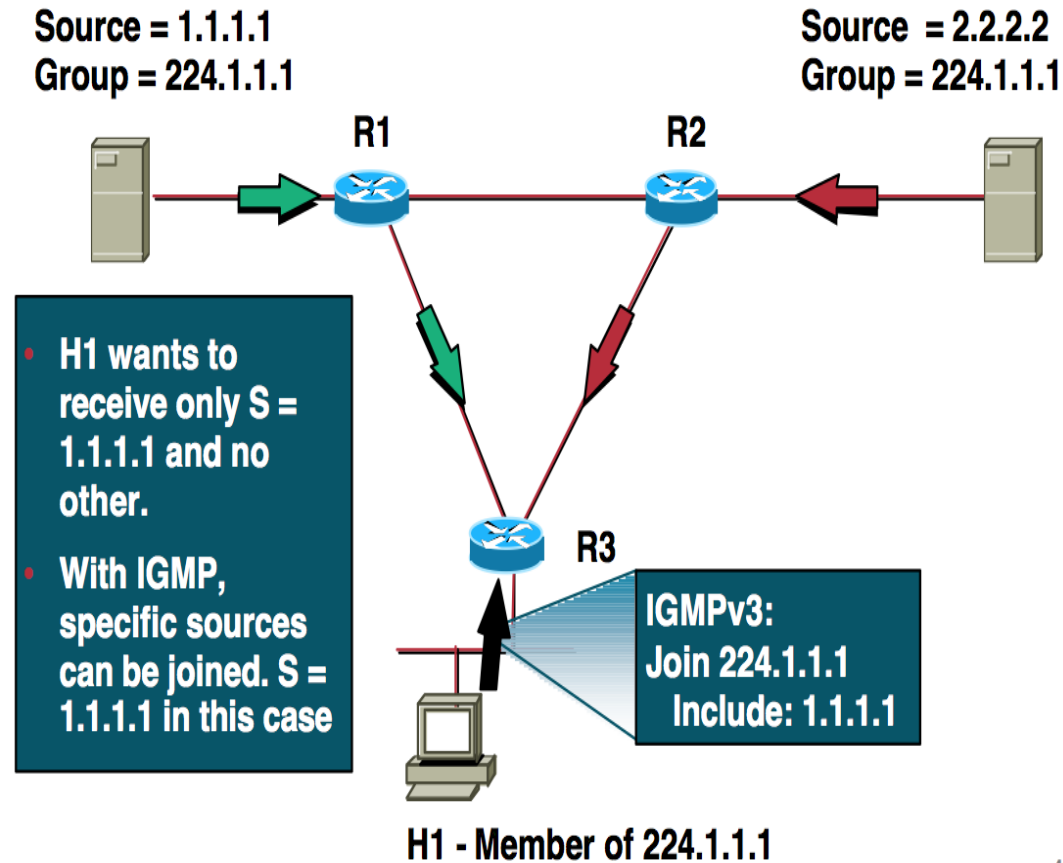 Source = 1.1.1.1
Group = 224.1.1.1
Source = 2.2.2.2
Group = 224.1.1.1
R1
R2
• H1 wants to
receive only S =
1.1.1.1 and no
other.
• With IGMP,
specific sources
can be joined. S =
1.1.1.1 in this case
R3
IGMPv3:
Join 224.1.1.1
Include: 1.1.1.1
H1 - Member of 224.1.1.1